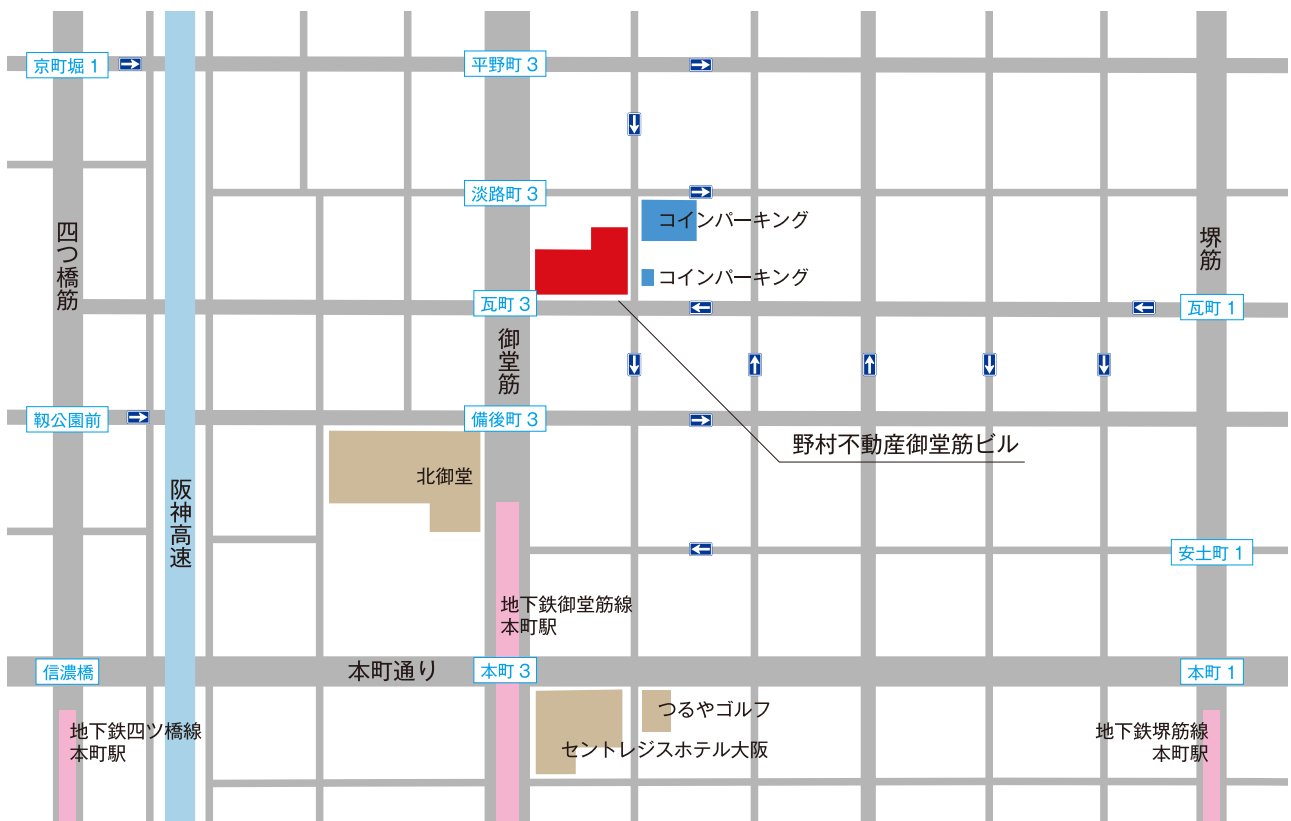 京町堀 1
平野町 3
淡路町 3
四つ橋筋
コインパーキング
堺筋
コインパーキング
瓦町 3
瓦町 1
御堂筋
靱公園前
備後町 3
野村不動産御堂筋ビル
北御堂
阪神高速
安土町 1
地下鉄御堂筋線
本町駅
信濃橋
本町通り
本町 3
本町 1
つるやゴルフ
地下鉄四ツ橋線
本町駅
セントレジスホテル大阪
地下鉄堺筋線
本町駅